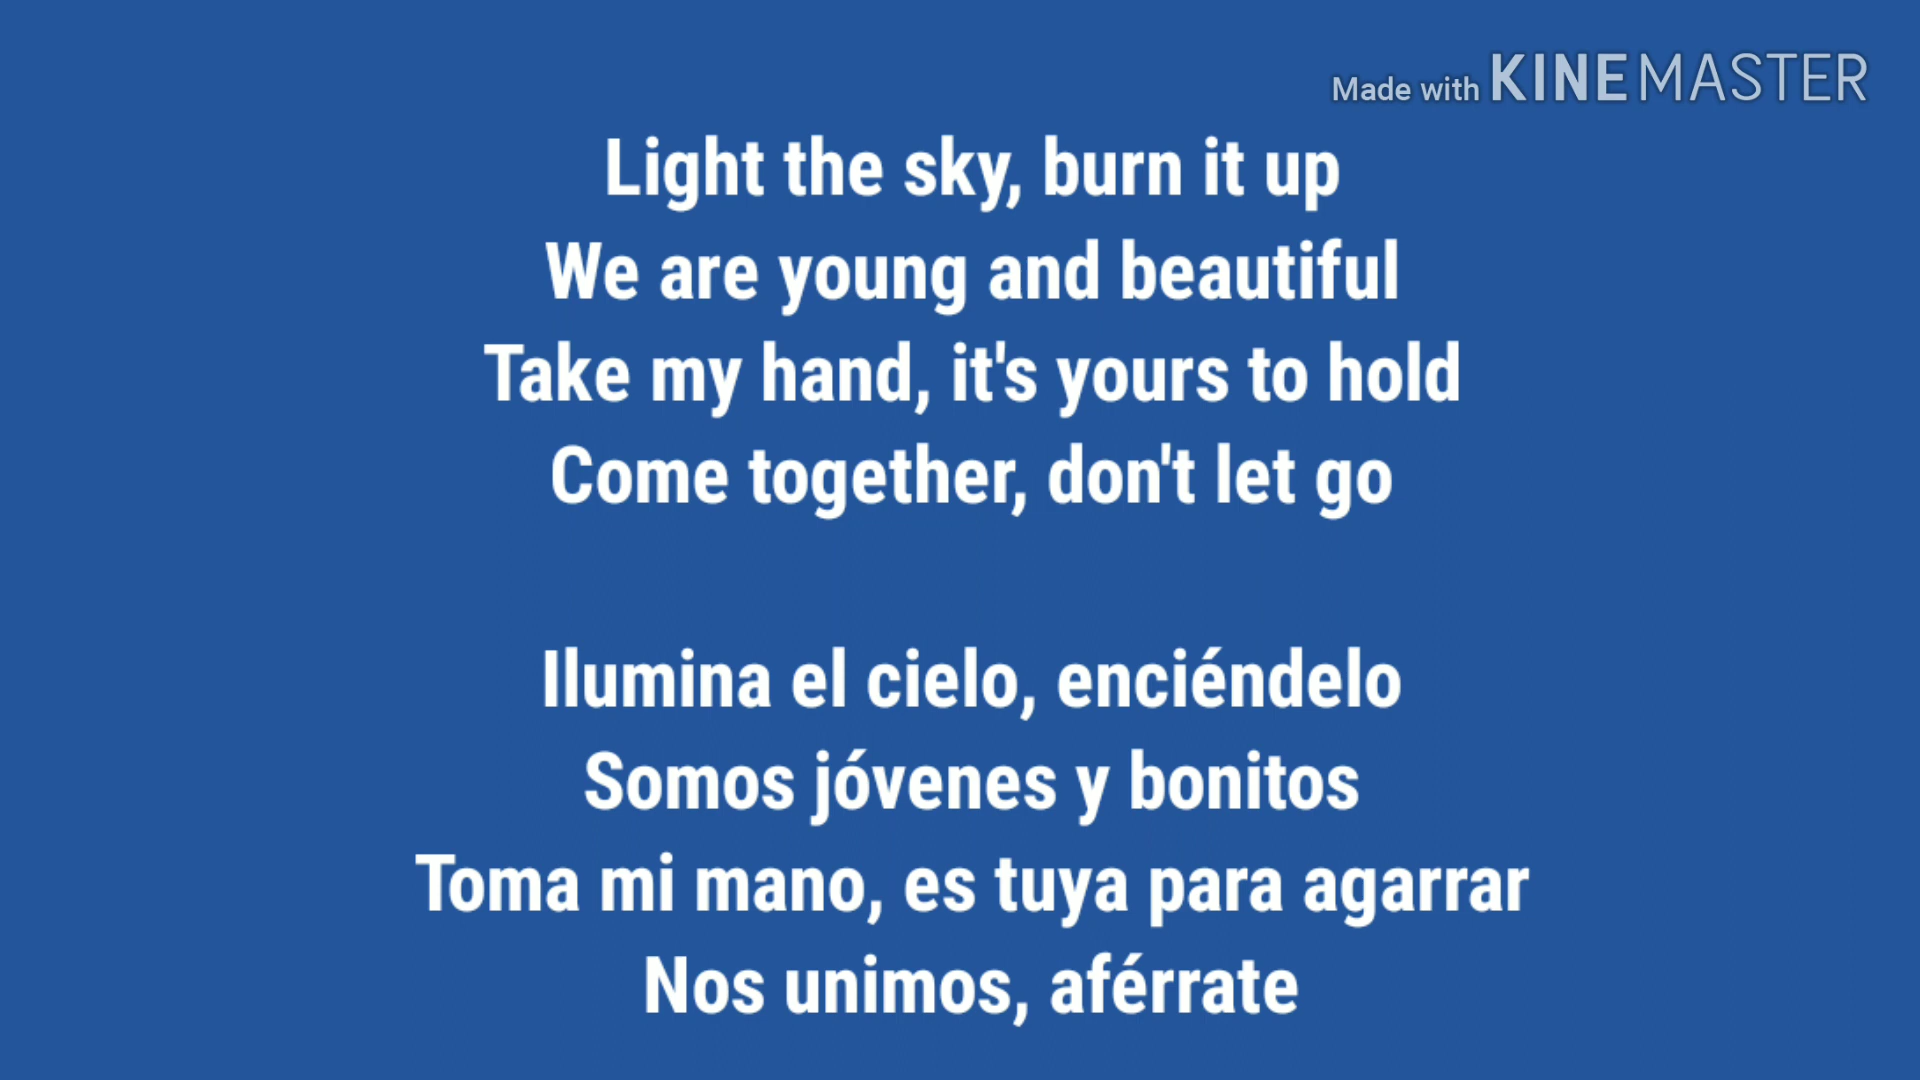 Made with KINEMASTER
Light the sky, burn it up
We are young and beautiful
Take my hand, it's yours to hold
Come together, don't let go
Ilumina el cielo, enciéndelo
Somos jóvenes y bonitos
Toma mi mano, es tuya para agarrar
Nos unimos, aférrate